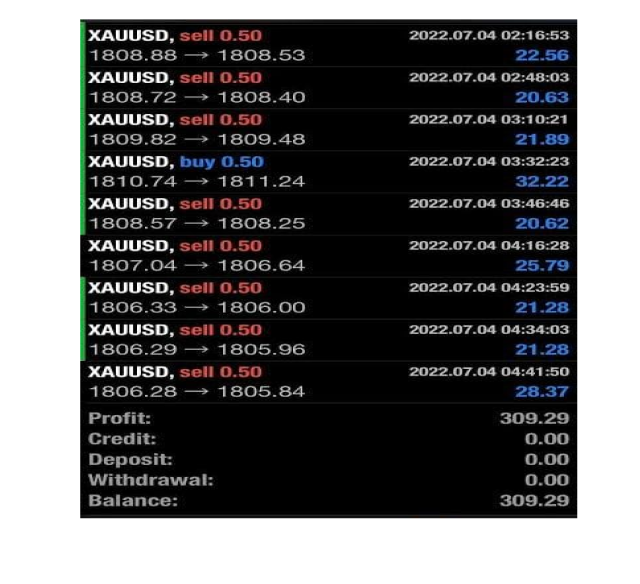 XAUUSD, sell 0.50 2022.07.04 02:16:53
1808.88 → 1808.53 22.56
XAUUSD, sell 0.50 2022.07.04 02:48:03
1808.72 → 1808.40 20.63
XAUUSD, sell 0.50 2022.07.04 03:10:21
1809.82 → 1809.48 21.89
XAUUSD, buy 0.50 2022.07.04 03:32:23
1810.74 → 1811.24 32.22
XAUUSD, sell 0.50 2022.07.04 03:46:46
1808.57 → 1808.25 20.62
XAUUSD, sell 0.50 2022.07.04 04:16:28
1807.04 → 1806.64 25.79
XAUUSD, sell 0.50 2022.07.04 04:23:59
1806.33 → 1806.00 21.28
XAUUSD, sell 0.50 2022.07.04 04:34:03
1806.29 → 1805.96 21.28
XAUUSD, sell 0.50 2022.07.04 04:41:50
1806.28 → 1805.84 28.37
Profit: 309.29
Credit: 0.00
Deposit: 0.00
Withdrawal: 0.00
Balance: 309.29